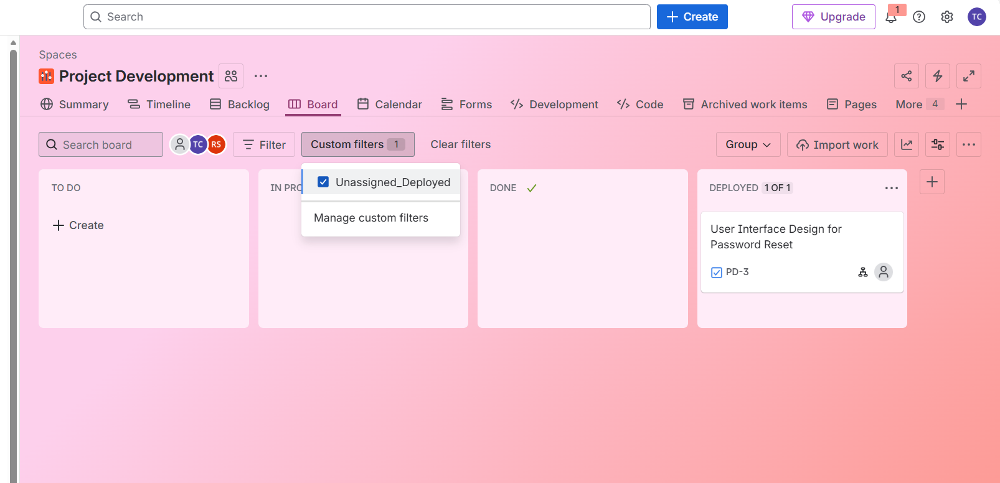 Search
Create
Upgrade
1
TC
Spaces
Project Development
Summary
Timeline
Backlog
Board
Calendar
Forms
Development
Code
Archived work items
Pages
More 4
Search board
TC
RS
Filter
Custom filters 1
Clear filters
Group
Import work
Unassigned_Deployed
Manage custom filters
TO DO
Create
IN PRO
DONE
DEPLOYED 1 OF 1
User Interface Design for
Password Reset
PD-3